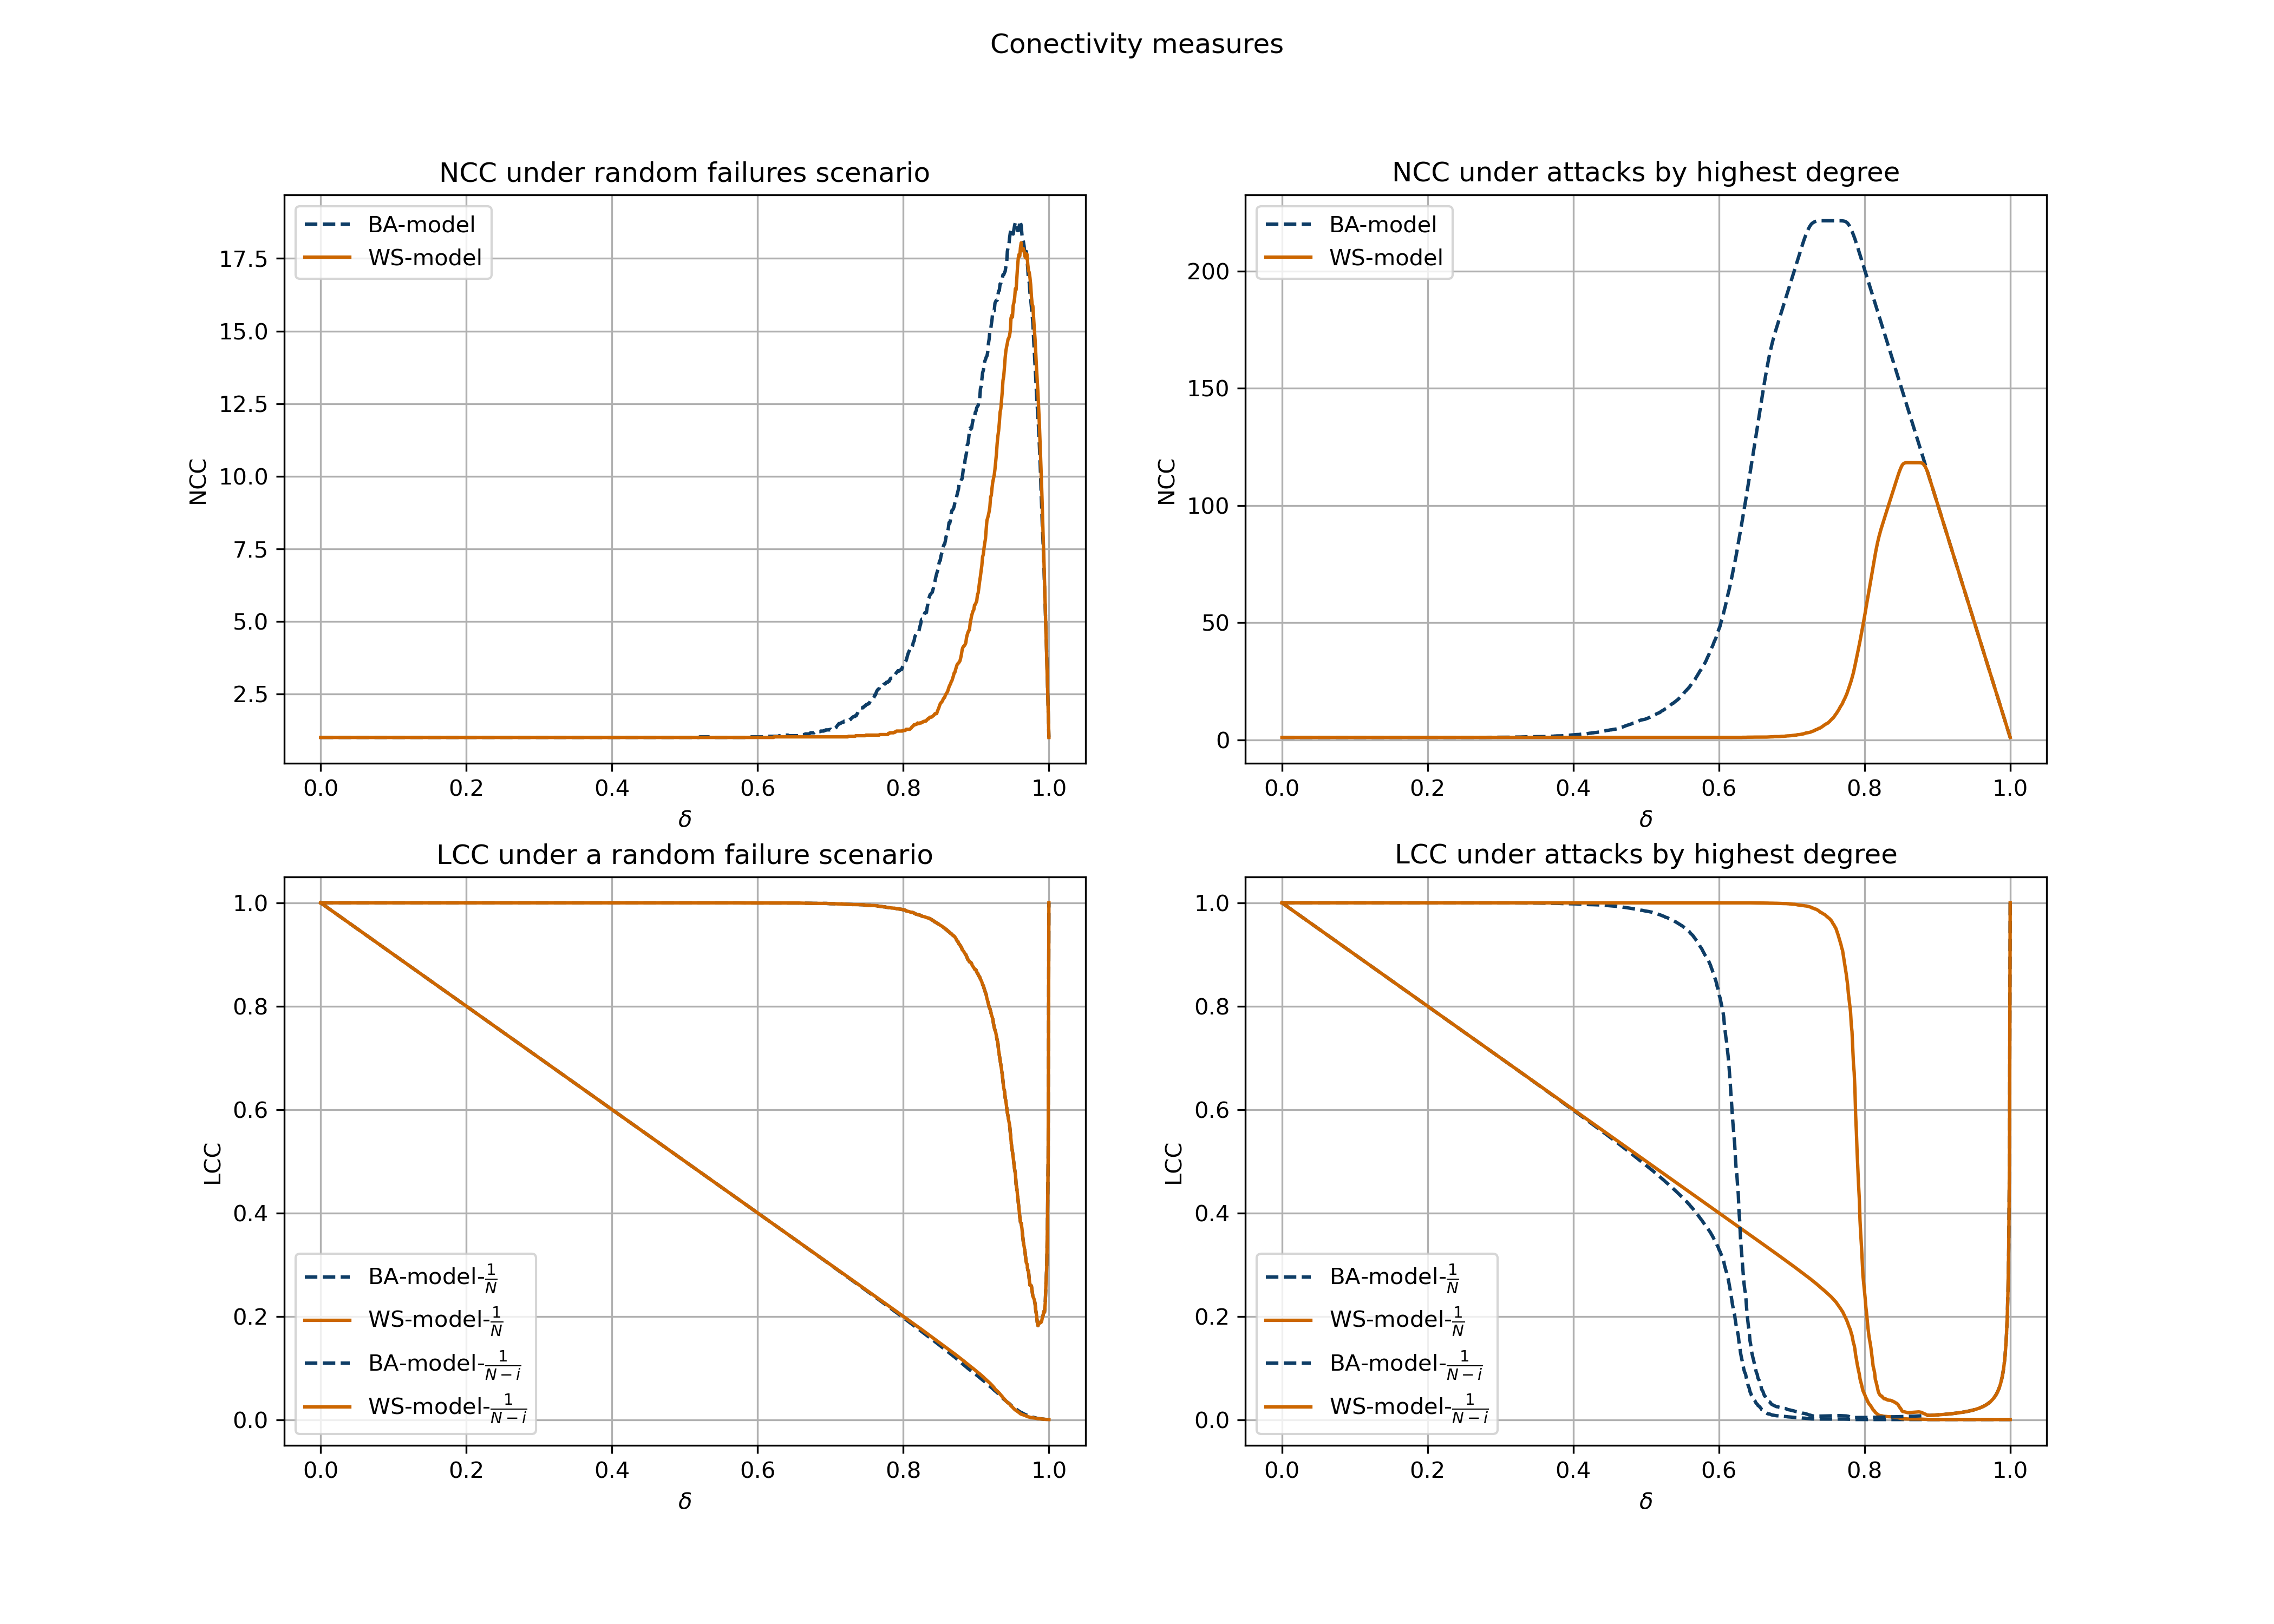 Conectivity measures
NCC under random failures scenario
BA-model
WS-model
NCC
17.5
15.0
12.5
10.0
7.5
5.0
2.5
0.0 0.2 0.4 0.6 0.8 1.0
δ
NCC under attacks by highest degree
BA-model
WS-model
NCC
200
150
100
50
0
0.0 0.2 0.4 0.6 0.8 1.0
δ
LCC under a random failure scenario
LCC
1.0
0.8
0.6
0.4
0.2
0.0
BA-model-1/N
WS-model-1/N
BA-model-1/N−i
WS-model-1/N−i
0.0 0.2 0.4 0.6 0.8 1.0
δ
LCC under attacks by highest degree
LCC
1.0
0.8
0.6
0.4
0.2
0.0
BA-model-1/N
WS-model-1/N
BA-model-1/N−i
WS-model-1/N−i
0.0 0.2 0.4 0.6 0.8 1.0
δ